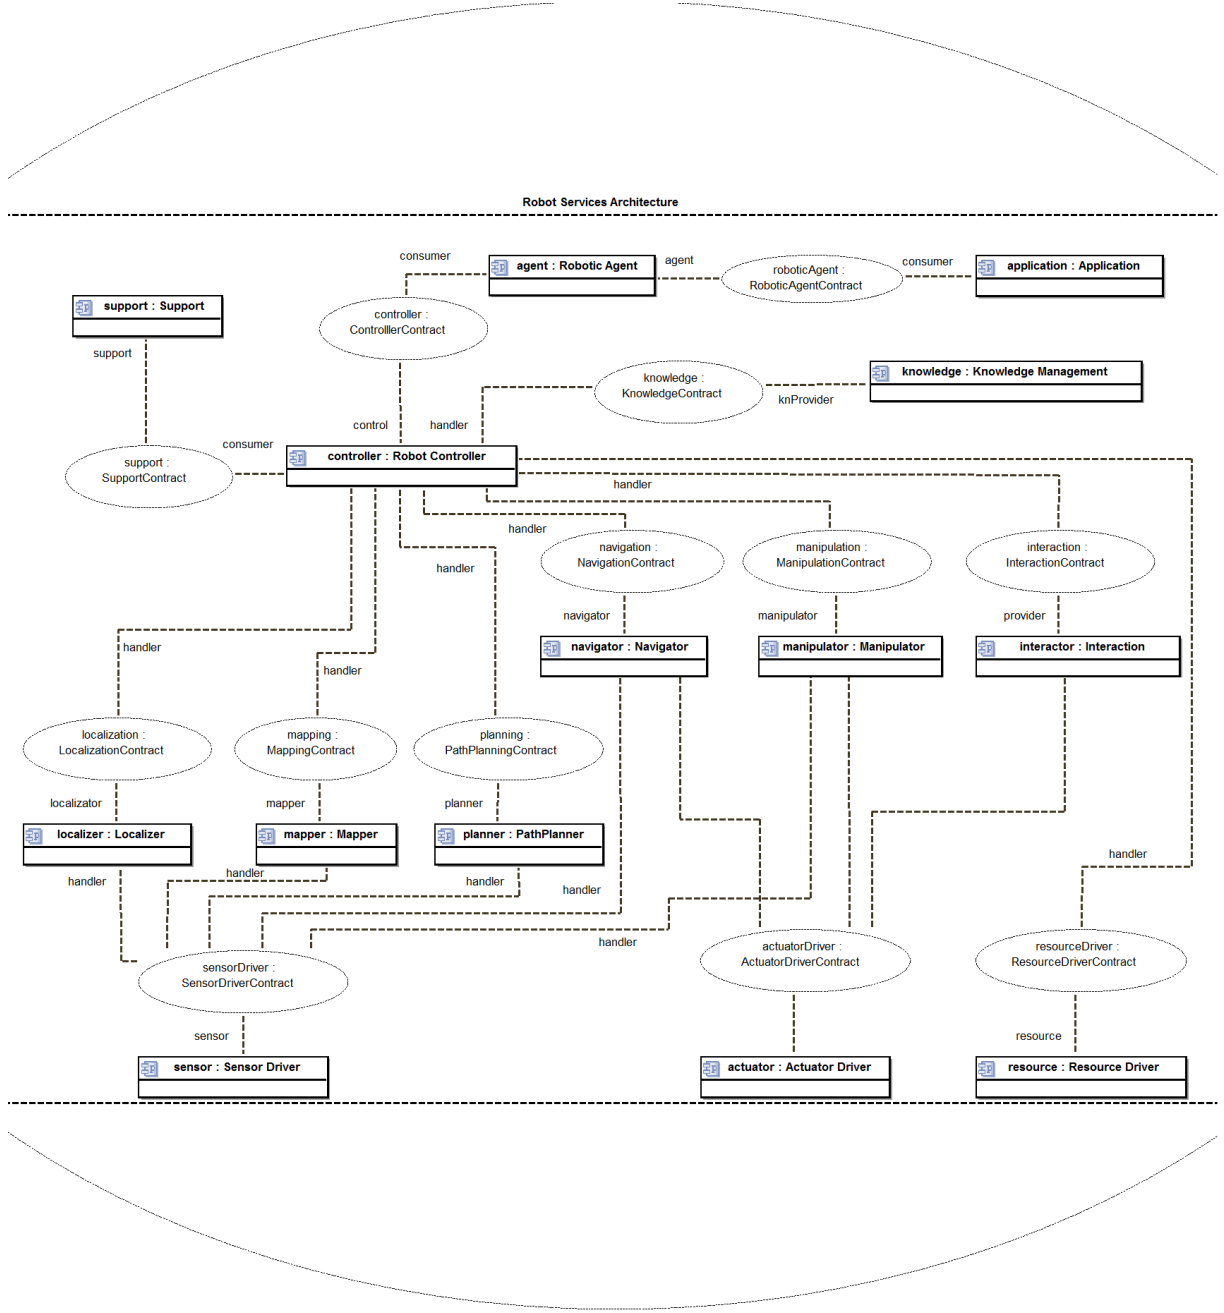 Robot Services Architecture
consumer
agent : Robotic Agent
agent
roboticAgent :
RoboticAgentContract
consumer
application : Application
support : Support
controller :
ControlllerContract
support
knowledge :
KnowledgeContract
knowledge : Knowledge Management
knProvider
control
handler
consumer
controller : Robot Controller
support :
SupportContract
handler
handler
navigation :
NavigationContract
manipulation :
ManipulationContract
interaction :
InteractionContract
handler
navigator
manipulator
provider
handler
navigator : Navigator
manipulator : Manipulator
interactor : Interaction
handler
localization :
LocalizationContract
mapping :
MappingContract
planning :
PathPlanningContract
localizator
mapper
planner
localizer : Localizer
mapper : Mapper
planner : PathPlanner
handler
handler
handler
handler
handler
handler
sensorDriver :
SensorDriverContract
actuatorDriver :
ActuatorDriverContract
resourceDriver :
ResourceDriverContract
sensor
resource
sensor : Sensor Driver
actuator : Actuator Driver
resource : Resource Driver